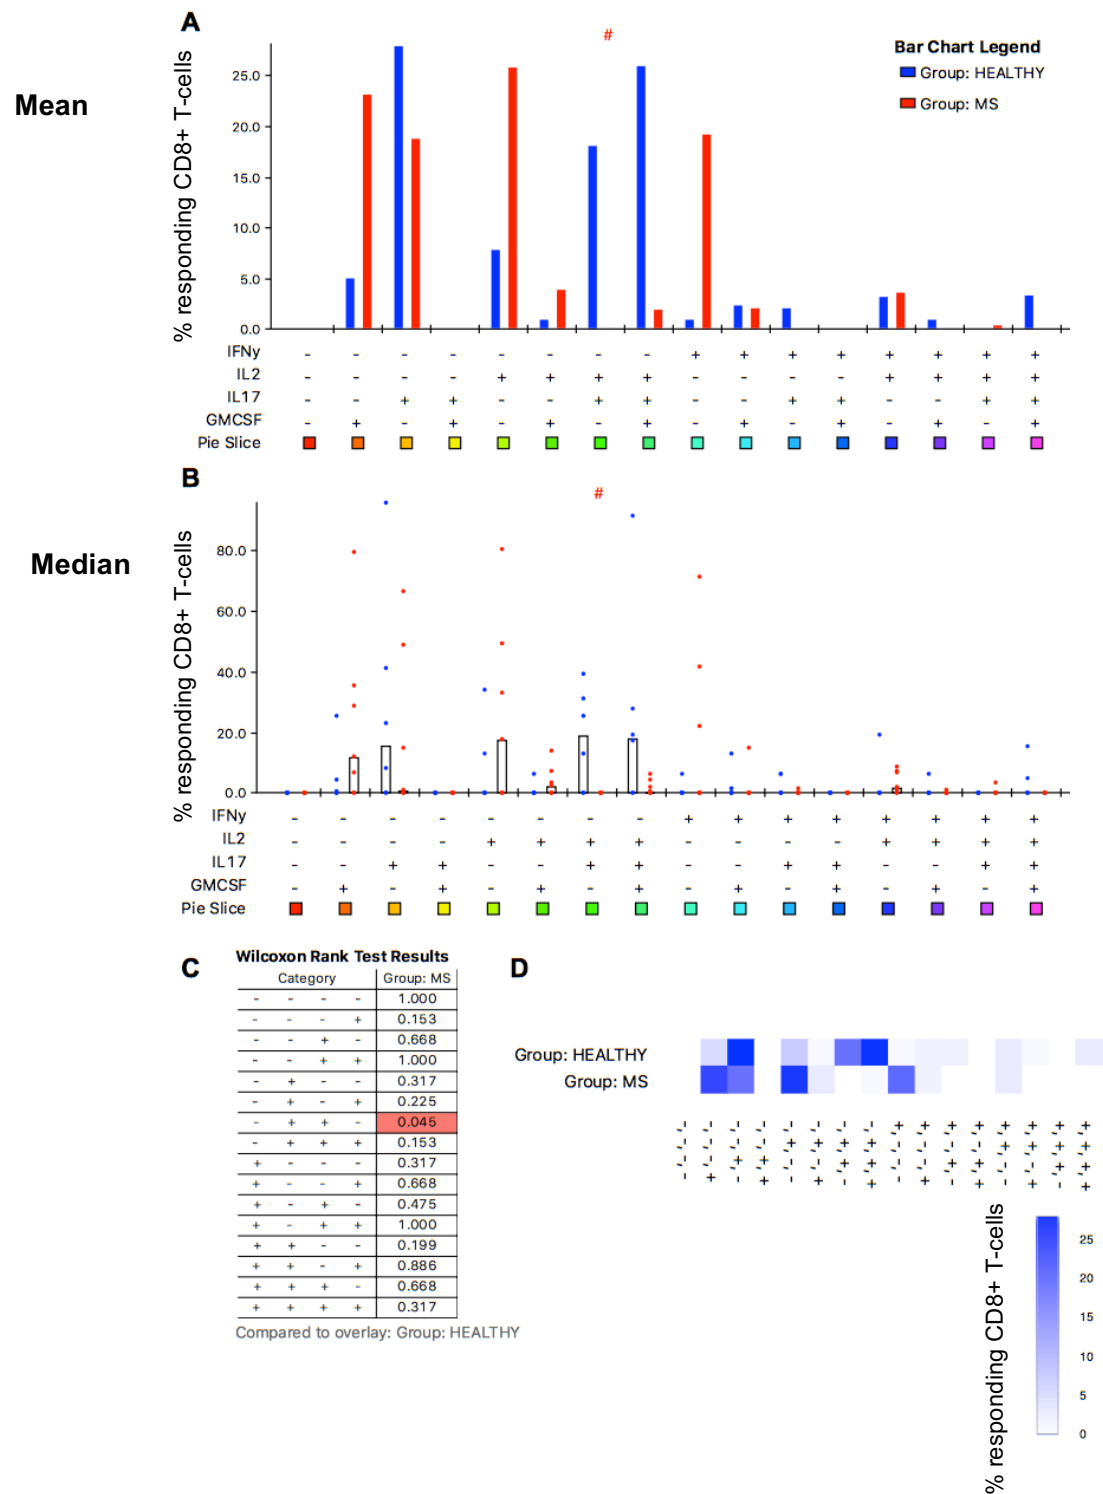 A
Mean
% responding CD8+ T-cells
#
Bar Chart Legend
Group: HEALTHY
Group: MS
25.0
20.0
15.0
10.0
5.0
0.0
IFNy - - - - - - - - + + + + + + + +
IL2 - - - - + + + + - - - - + + + +
IL17 - - + + - - + + - - + + - - + +
GMCSF - + - + - + - + - + - + - + - +
Pie Slice
B
Median
% responding CD8+ T-cells
#
80.0
60.0
40.0
20.0
0.0
IFNy - - - - - - - - + + + + + + + +
IL2 - - - - + + + + - - - - + + + +
IL17 - - + + - - + + - - + + - - + +
GMCSF - + - + - + - + - + - + - + - +
Pie Slice
C
Wilcoxon Rank Test Results
Category Group: MS
- - - - 1.000
- - - + 0.153
- - + - 0.668
- - + + 1.000
- + - - 0.317
- + - + 0.225
- + + - 0.045
- + + + 0.153
+ - - - 0.317
+ - - + 0.668
+ - + - 0.475
+ - + + 1.000
+ + - - 0.199
+ + - + 0.886
+ + + - 0.668
+ + + + 0.317
Compared to overlay: Group: HEALTHY
D
Group: HEALTHY
Group: MS
-,-,-,-
-,-,-,+
-,-,+,-
-,-,+,+
-,+,-,-
-,+,-,+
-,+,+,-
-,+,+,+
+,-,-,-
+,-,-,+
+,-,+,-
+,-,+,+
+,+,-,-
+,+,-,+
+,+,+,-
+,+,+,+
% responding CD8+ T-cells
25
20
15
10
5
0